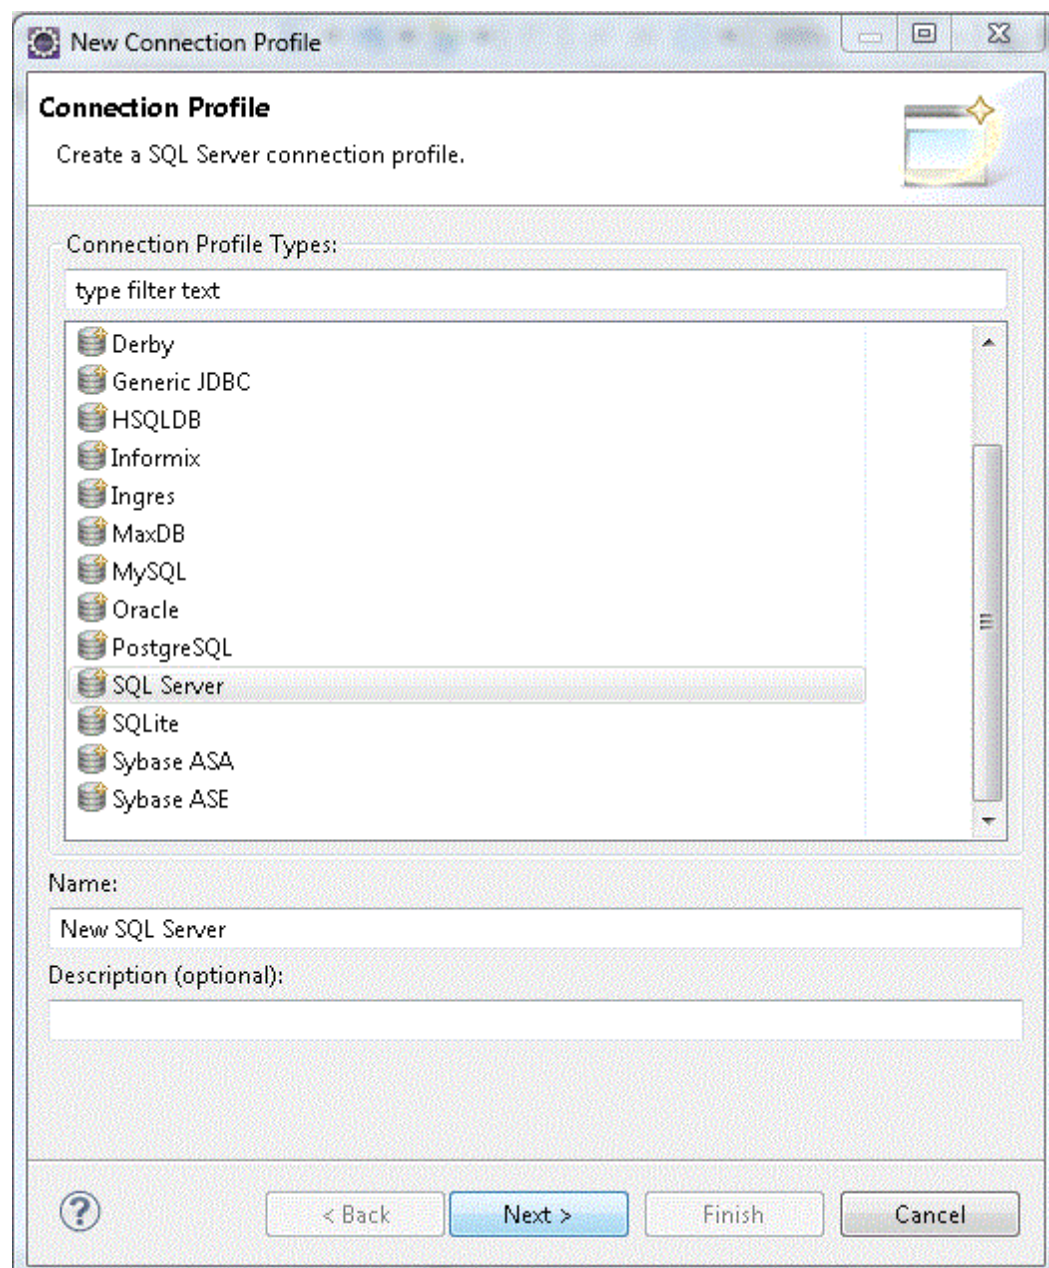 New Connection Profile
Connection Profile
Create a SQL Server connection profile.
Connection Profile Types:
type filter text
Derby
Generic JDBC
HSQLDB
Informix
Ingres
MaxDB
MySQL
Oracle
PostgreSQL
SQL Server
SQLite
Sybase ASA
Sybase ASE
Name:
New SQL Server
Description (optional):
? < Back Next > Finish Cancel